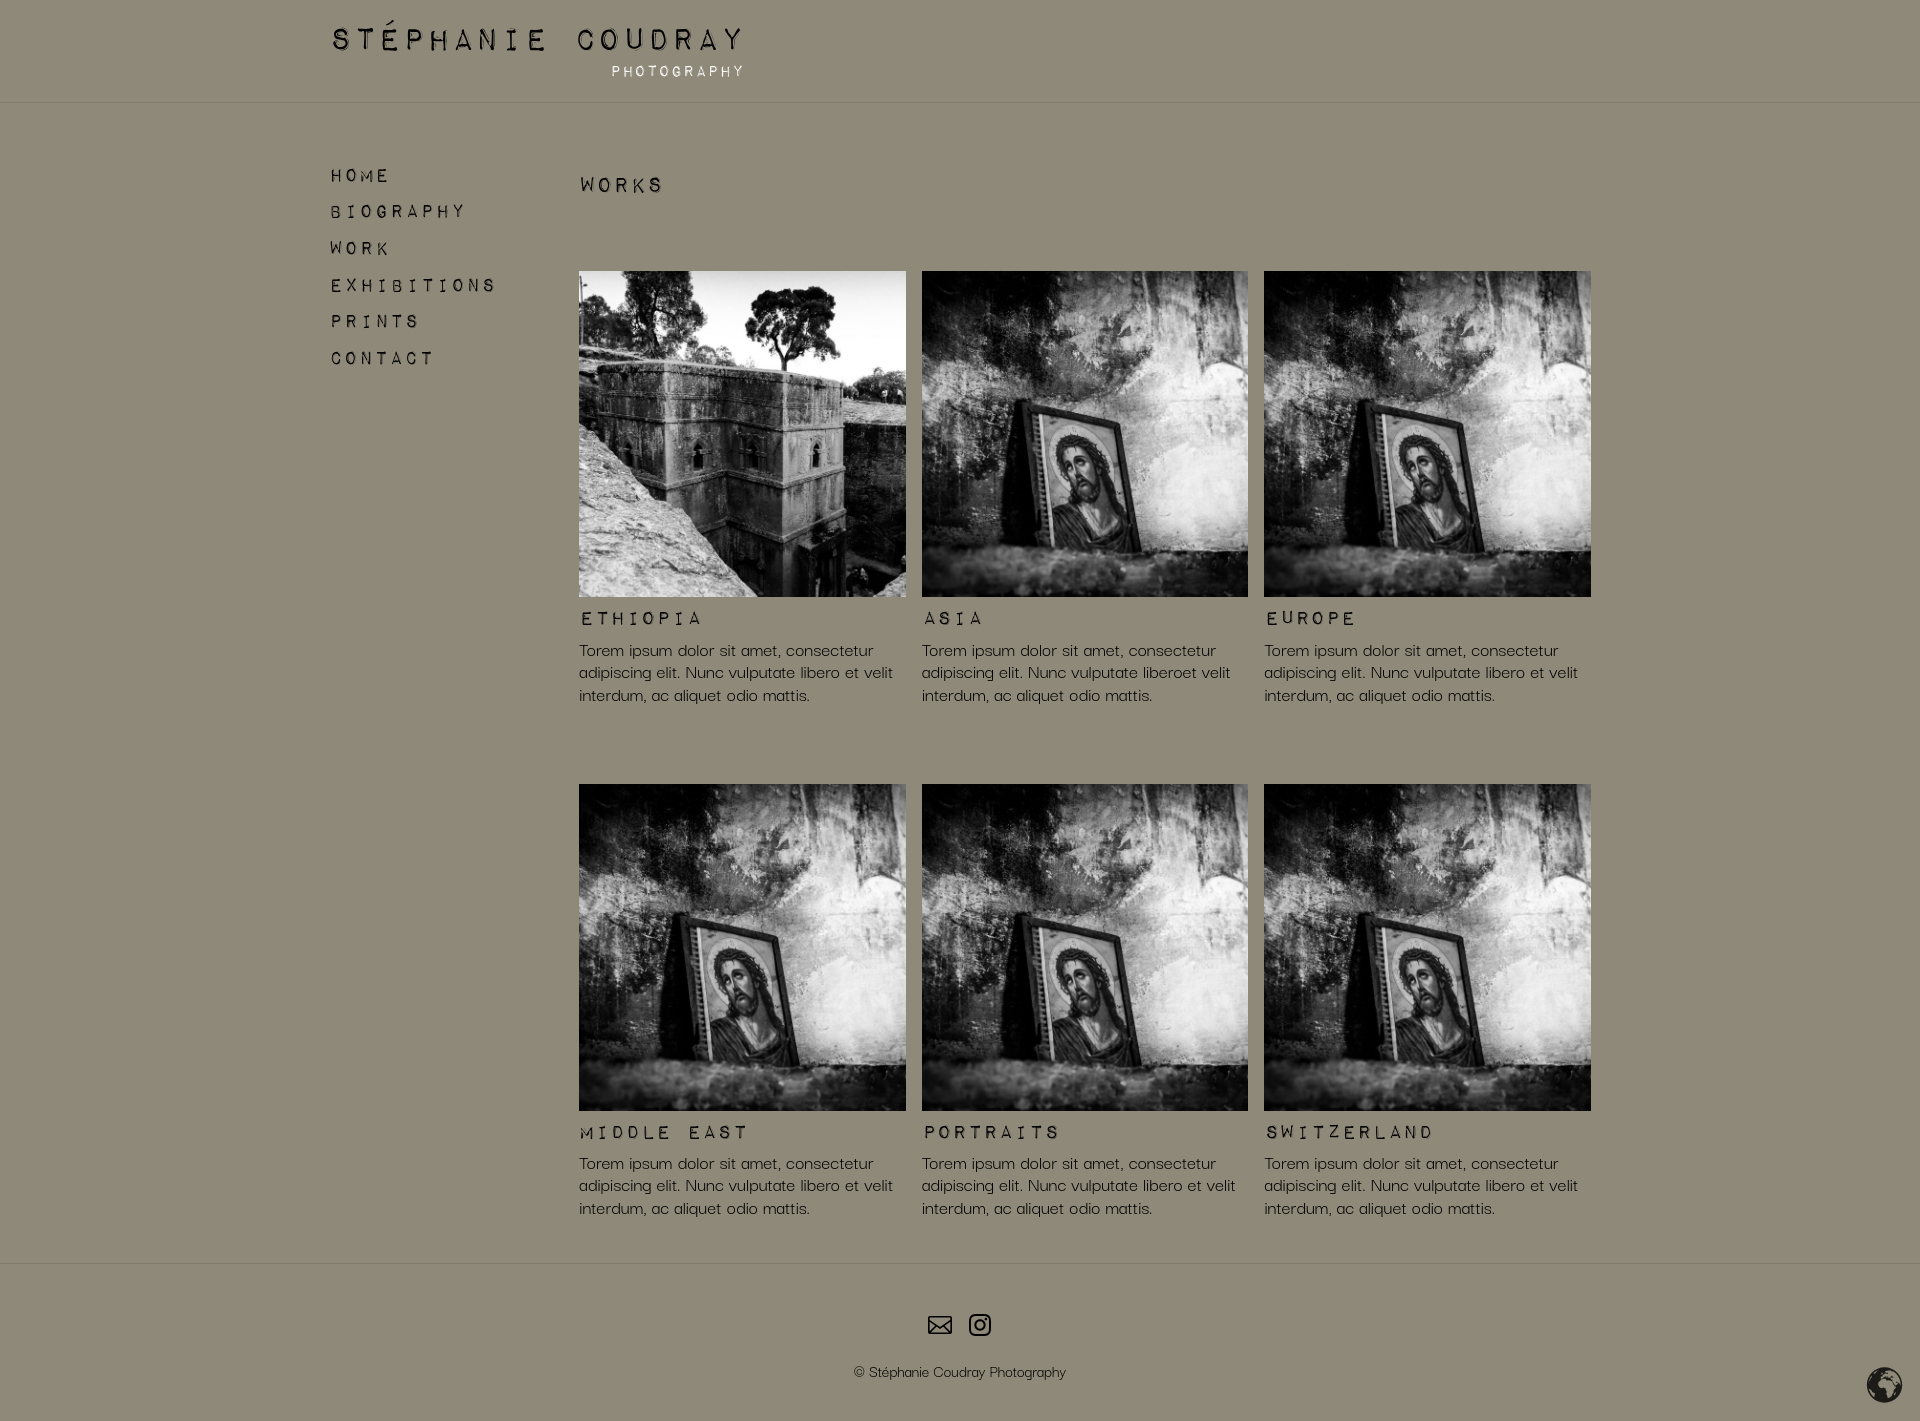 STÉPHANIE COUDRAY
PHOTOGRAPHY
HOME
BIOGRAPHY
WORK
EXHIBITIONS
PRINTS
CONTACT
WORKS
ETHIOPIA
Torem ipsum dolor sit amet, consectetur
adipiscing elit. Nunc vulputate libero et velit
interdum, ac aliquet odio mattis.
ASIA
Torem ipsum dolor sit amet, consectetur
adipiscing elit. Nunc vulputate liberoet velit
interdum, ac aliquet odio mattis.
EUROPE
Torem ipsum dolor sit amet, consectetur
adipiscing elit. Nunc vulputate libero et velit
interdum, ac aliquet odio mattis.
MIDDLE EAST
Torem ipsum dolor sit amet, consectetur
adipiscing elit. Nunc vulputate libero et velit
interdum, ac aliquet odio mattis.
PORTRAITS
Torem ipsum dolor sit amet, consectetur
adipiscing elit. Nunc vulputate libero et velit
interdum, ac aliquet odio mattis.
SWITZERLAND
Torem ipsum dolor sit amet, consectetur
adipiscing elit. Nunc vulputate libero et velit
interdum, ac aliquet odio mattis.
© Stéphanie Coudray Photography